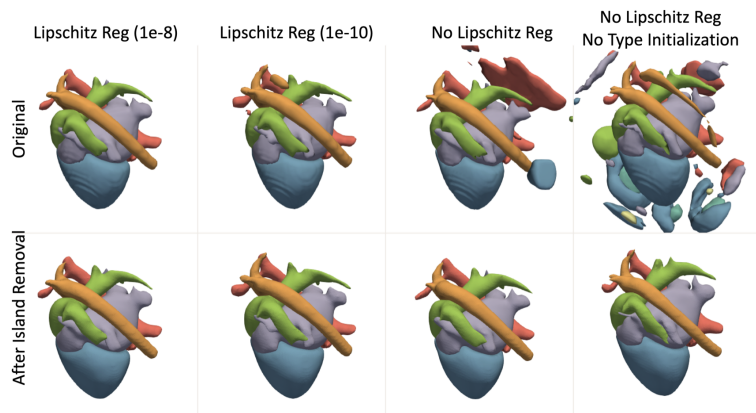 Lipschitz Reg (1e-8)
Lipschitz Reg (1e-10)
No Lipschitz Reg
No Lipschitz Reg
No Type Initialization
Original
After Island Removal